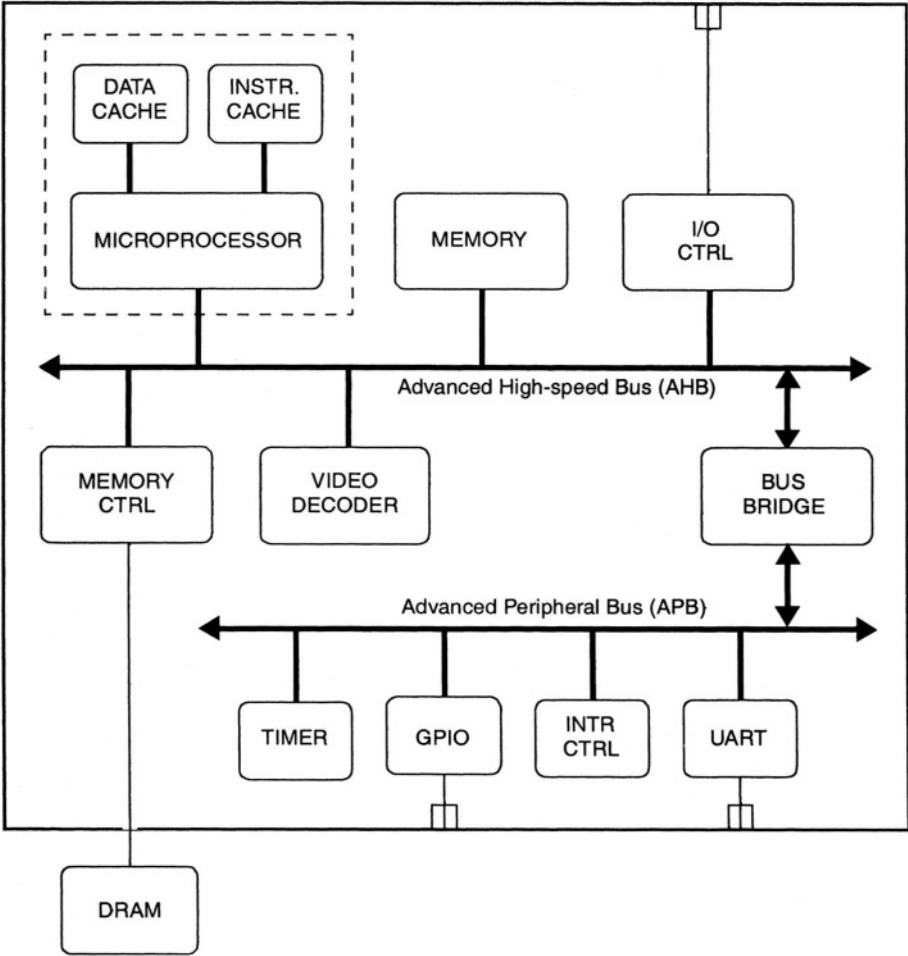 DATA
CACHE
INSTR.
CACHE
MICROPROCESSOR
MEMORY
I/O
CTRL
Advanced High-speed Bus (AHB)
MEMORY
CTRL
VIDEO
DECODER
BUS
BRIDGE
Advanced Peripheral Bus (APB)
TIMER
GPIO
INTR
CTRL
UART
DRAM